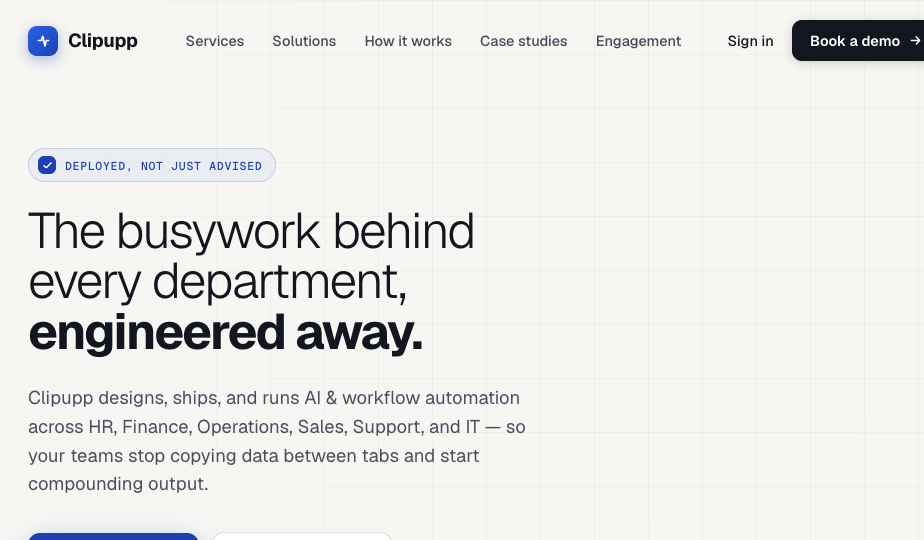 Clipupp
Services
Solutions
How it works
Case studies
Engagement
Sign in
Book a demo →
DEPLOYED, NOT JUST ADVISED
The busywork behind
every department,
engineered away.
Clipupp designs, ships, and runs AI & workflow automation
across HR, Finance, Operations, Sales, Support, and IT — so
your teams stop copying data between tabs and start
compounding output.